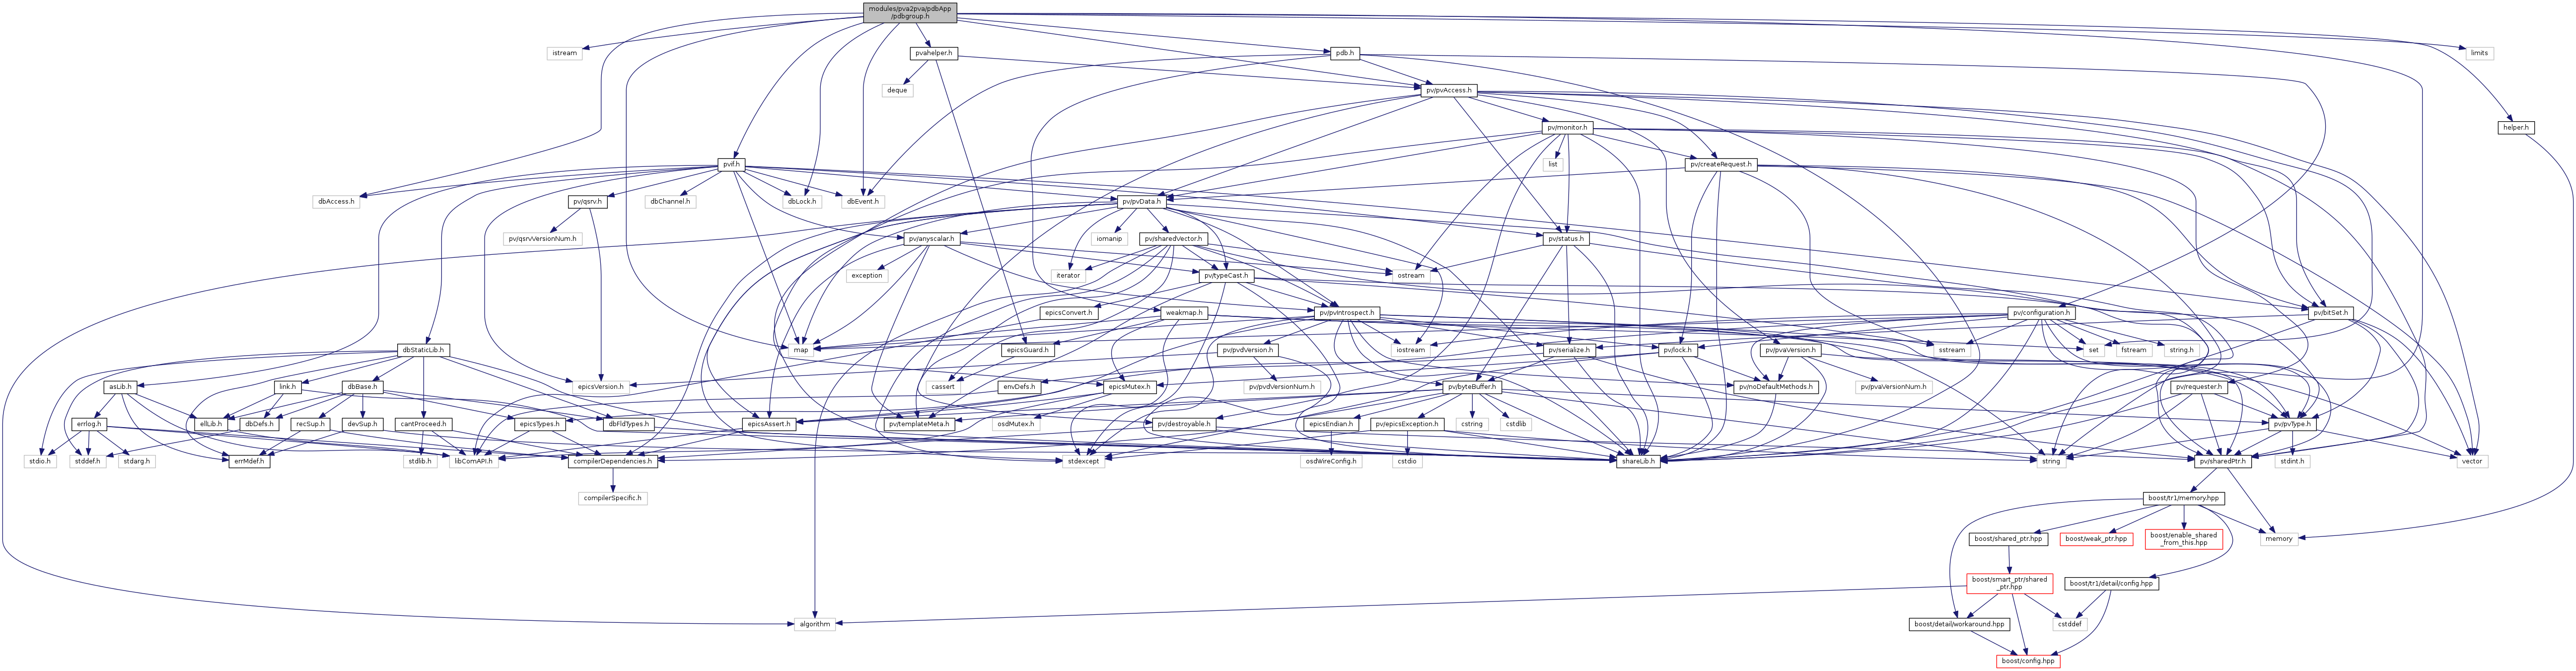 modules/pva2pva/pdbApp
/pdbgroup.h
istream
pvahelper.h
pdb.h
limits
deque
pv/pvAccess.h
pv/monitor.h
helper.h
pvif.h
list
pv/createRequest.h
dbAccess.h
pv/qsrv.h
dbChannel.h
dbLock.h
dbEvent.h
pv/pvData.h
pv/qsrvVersionNum.h
pv/anyscalar.h
iomanip
pv/sharedVector.h
pv/status.h
exception
iterator
pv/typeCast.h
ostream
epicsConvert.h
weakmap.h
pv/pvIntrospect.h
pv/configuration.h
pv/bitSet.h
dbStaticLib.h
map
epicsGuard.h
pv/pvdVersion.h
iostream
pv/serialize.h
pv/lock.h
pv/pvaVersion.h
sstream
set
fstream
string.h
asLib.h
link.h
dbBase.h
epicsVersion.h
cassert
envDefs.h
epicsMutex.h
pv/pvdVersionNum.h
pv/byteBuffer.h
pv/noDefaultMethods.h
pv/pvaVersionNum.h
pv/requester.h
errlog.h
ellLib.h
dbDefs.h
recSup.h
devSup.h
cantProceed.h
epicsTypes.h
dbFldTypes.h
epicsAssert.h
pv/templateMeta.h
osdMutex.h
pv/destroyable.h
epicsEndian.h
pv/epicsException.h
cstring
cstdlib
pv/pvType.h
stdio.h
stddef.h
stdarg.h
errMdef.h
stdlib.h
libComAPI.h
compilerDependencies.h
stdexcept
osdWireConfig.h
cstdio
shareLib.h
string
pv/sharedPtr.h
stdint.h
vector
compilerSpecific.h
boost/tr1/memory.hpp
boost/shared_ptr.hpp
boost/weak_ptr.hpp
boost/enable_shared
_from_this.hpp
memory
boost/smart_ptr/shared
_ptr.hpp
boost/tr1/detail/config.hpp
algorithm
boost/detail/workaround.hpp
cstddef
boost/config.hpp